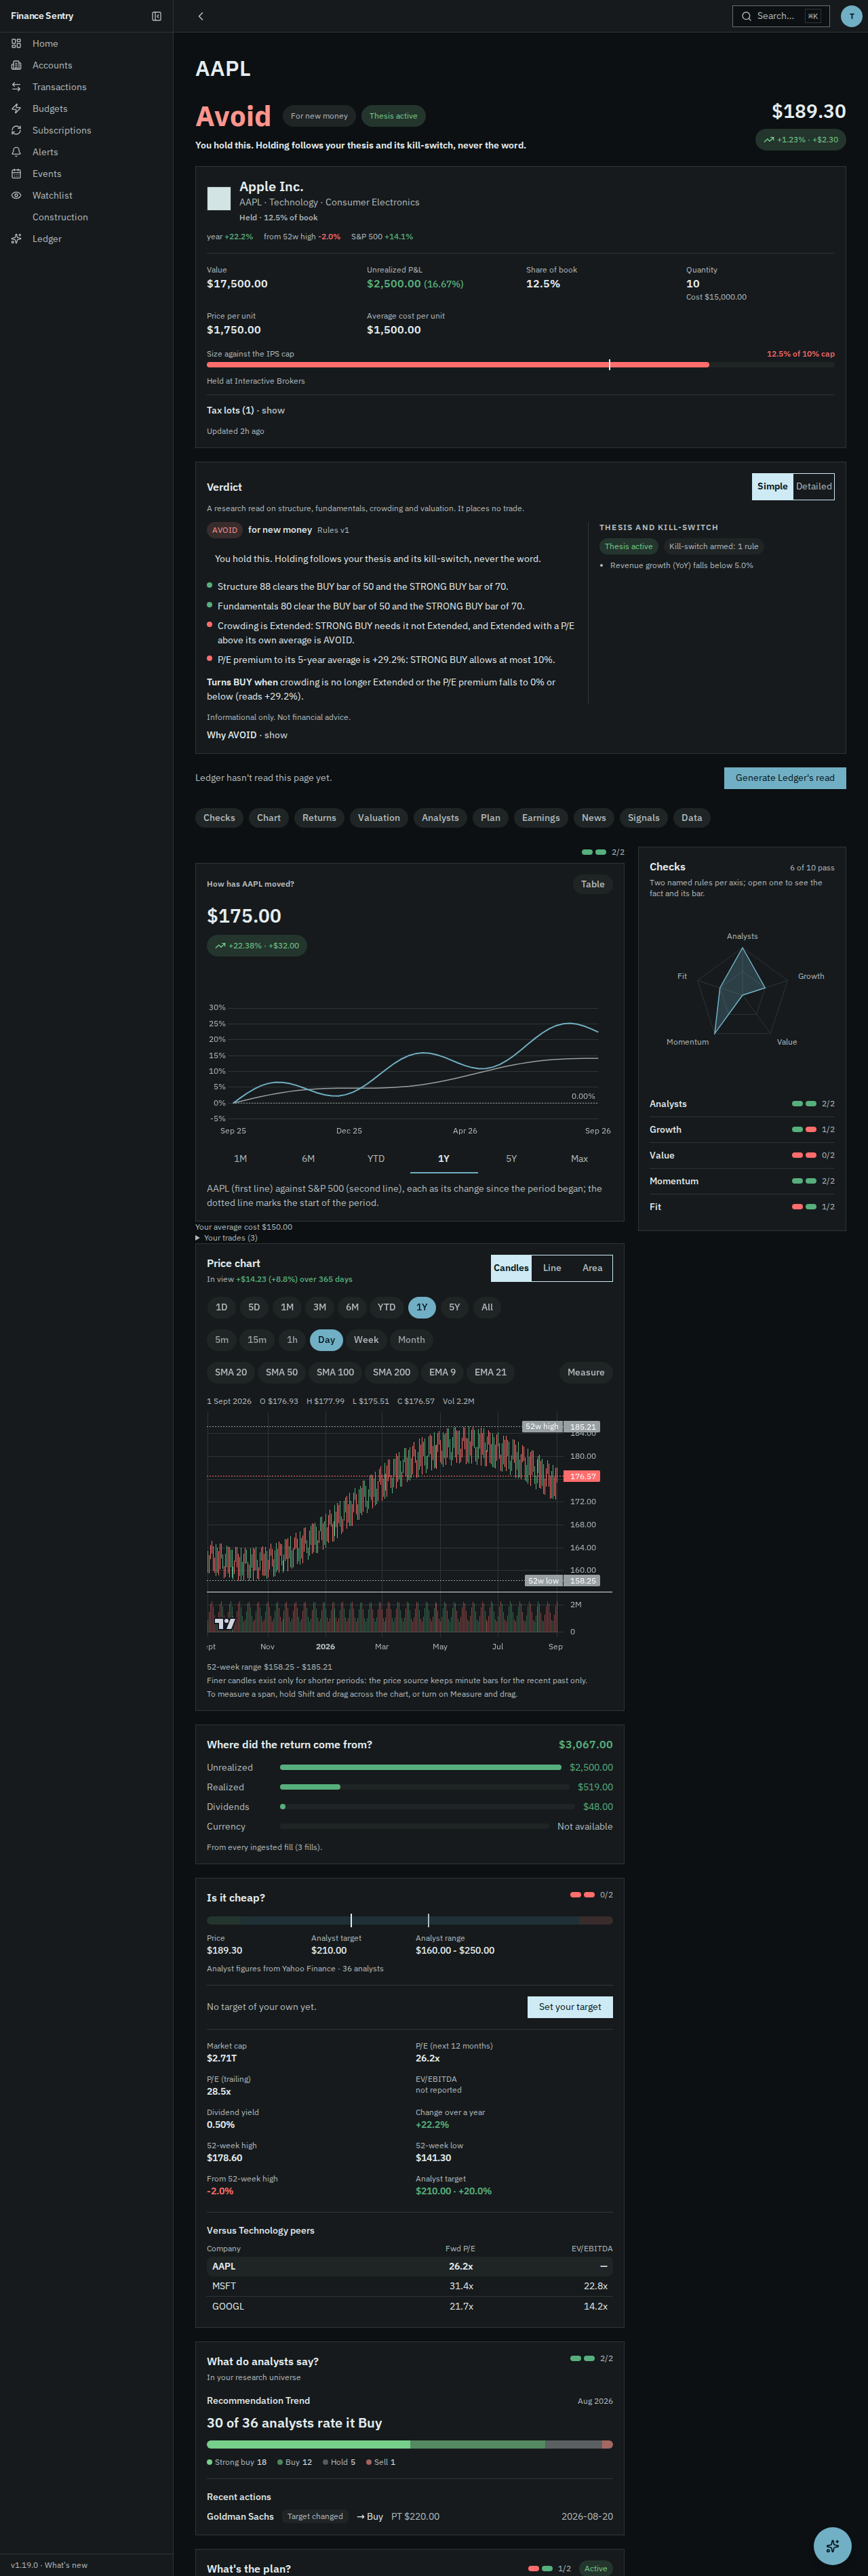 Finance Sentry
Search...
⌘K
T
Home
Accounts
Transactions
Budgets
Subscriptions
Alerts
Events
Watchlist
Construction
Ledger
AAPL
Avoid
For new money
Thesis active
$189.30
+1.23% · +$2.30
You hold this. Holding follows your thesis and its kill-switch, never the word.
Apple Inc.
AAPL · Technology · Consumer Electronics
Held · 12.5% of book
year +22.2% from 52w high -2.0% S&P 500 +14.1%
Value
$17,500.00
Unrealized P&L
$2,500.00 (16.67%)
Share of book
12.5%
Quantity
10
Cost $15,000.00
Price per unit
$1,750.00
Average cost per unit
$1,500.00
Size against the IPS cap
12.5% of 10% cap
Held at Interactive Brokers
Tax lots (1) · show
Updated 2h ago
Verdict
Simple
Detailed
A research read on structure, fundamentals, crowding and valuation. It places no trade.
AVOID for new money Rules v1
You hold this. Holding follows your thesis and its kill-switch, never the word.
Structure 88 clears the BUY bar of 50 and the STRONG BUY bar of 70.
Fundamentals 80 clear the BUY bar of 50 and the STRONG BUY bar of 70.
Crowding is Extended: STRONG BUY needs it not Extended, and Extended with a P/E
above its own average is AVOID.
P/E premium to its 5-year average is +29.2%: STRONG BUY allows at most 10%.
Turns BUY when crowding is no longer Extended or the P/E premium falls to 0% or
below (reads +29.2%).
Informational only. Not financial advice.
Why AVOID · show
THESIS AND KILL-SWITCH
Thesis active
Kill-switch armed: 1 rule
• Revenue growth (YoY) falls below 5.0%
Ledger hasn't read this page yet.
Generate Ledger's read
Checks
Chart
Returns
Valuation
Analysts
Plan
Earnings
News
Signals
Data
2/2
How has AAPL moved?
Table
$175.00
+22.38% · +$32.00
30%
25%
20%
15%
10%
5%
0%
-5%
0.00%
Sep 25
Dec 25
Apr 26
Sep 26
1M
6M
YTD
1Y
5Y
Max
AAPL (first line) against S&P 500 (second line), each as its change since the period began; the
dotted line marks the start of the period.
Checks
6 of 10 pass
Two named rules per axis; open one to see the
fact and its bar.
Analysts
Growth
Value
Momentum
Fit
Analysts 2/2
Growth 1/2
Value 0/2
Momentum 2/2
Fit 1/2
Your average cost $150.00
▶ Your trades (3)
Price chart
In view +$14.23 (+8.8%) over 365 days
Candles
Line
Area
1D
5D
1M
3M
6M
YTD
1Y
5Y
All
5m
15m
1h
Day
Week
Month
SMA 20
SMA 50
SMA 100
SMA 200
EMA 9
EMA 21
Measure
1 Sept 2026 O $176.93 H $177.99 L $175.51 C $176.57 Vol 2.2M
52w high 185.21
184.00
180.00
176.57
172.00
168.00
164.00
160.00
52w low 158.25
2M
0
pt
Nov
2026
Mar
May
Jul
Sep
52-week range $158.25 - $185.21
Finer candles exist only for shorter periods: the price source keeps minute bars for the recent past only.
To measure a span, hold Shift and drag across the chart, or turn on Measure and drag.
Where did the return come from?
$3,067.00
Unrealized $2,500.00
Realized $519.00
Dividends $48.00
Currency Not available
From every ingested fill (3 fills).
Is it cheap?
0/2
Price
$189.30
Analyst target
$210.00
Analyst range
$160.00 - $250.00
Analyst figures from Yahoo Finance · 36 analysts
No target of your own yet.
Set your target
Market cap
$2.71T
P/E (next 12 months)
26.2x
P/E (trailing)
28.5x
EV/EBITDA
not reported
Dividend yield
0.50%
Change over a year
+22.2%
52-week high
$178.60
52-week low
$141.30
From 52-week high
-2.0%
Analyst target
$210.00 · +20.0%
Versus Technology peers
Company Fwd P/E EV/EBITDA
AAPL 26.2x —
MSFT 31.4x 22.8x
GOOGL 21.7x 14.2x
What do analysts say?
2/2
In your research universe
Recommendation Trend
Aug 2026
30 of 36 analysts rate it Buy
Strong buy 18 Buy 12 Hold 5 Sell 1
Recent actions
Goldman Sachs Target changed → Buy PT $220.00 2026-08-20
What's the plan?
1/2
Active
v1.19.0 · What's new